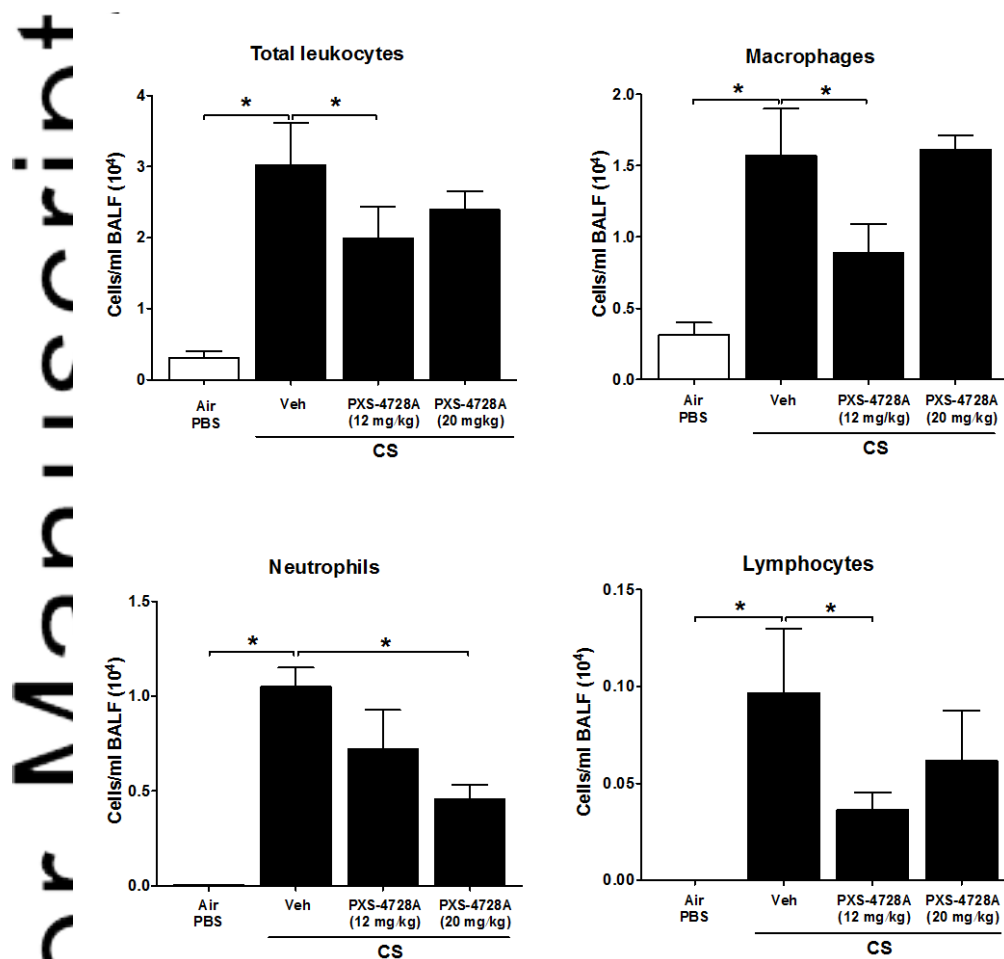 or Manuscript
Total leukocytes
Cells/ml BALF (10⁴)
4
3
2
1
0
*
*
Air
PBS
Veh
PXS-4728A
(12 mg/kg)
PXS-4728A
(20 mgkg)
CS
Macrophages
Cells/ml BALF (10⁴)
2.0
1.5
1.0
0.5
0.0
*
*
Air
PBS
Veh
PXS-4728A
(12 mg/kg)
PXS-4728A
(20 mg/kg)
CS
Neutrophils
Cells/ml BALF (10⁴)
1.5
1.0
0.5
0.0
*
*
Air
PBS
Veh
PXS-4728A
(12 mg/kg)
PXS-4728A
(20 mg/kg)
CS
Lymphocytes
Cells/ml BALF (10⁴)
0.15
0.10
0.05
0.00
*
*
Air
PBS
Veh
PXS-4728A
(12 mg/kg)
PXS-4728A
(20 mg/kg)
CS